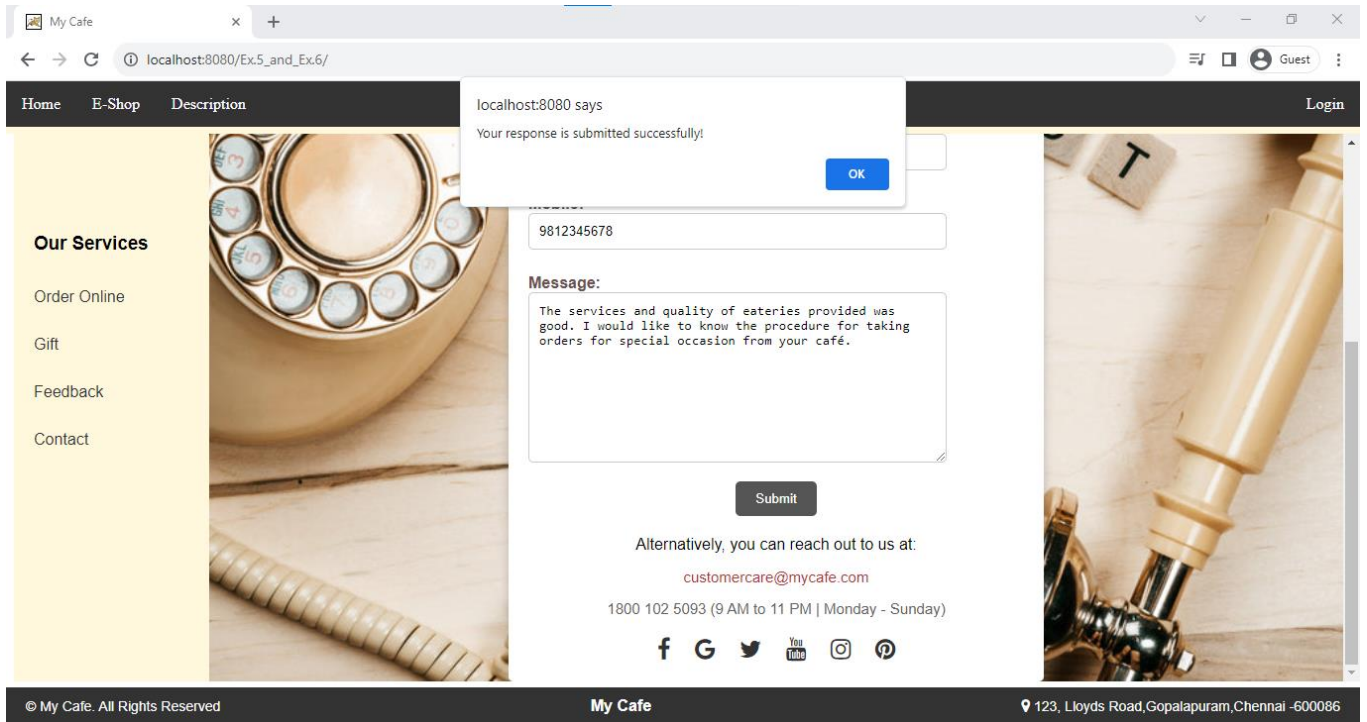 My Cafe
localhost:8080/Ex.5_and_Ex.6/
Guest
Home E-Shop Description
Login
localhost:8080 says
Your response is submitted successfully!
OK
Our Services
Order Online
Gift
Feedback
Contact
Mobile:
9812345678
Message:
The services and quality of eateries provided was
good. I would like to know the procedure for taking
orders for special occasion from your café.
Submit
Alternatively, you can reach out to us at:
customercare@mycafe.com
1800 102 5093 (9 AM to 11 PM | Monday - Sunday)
You
Tube
T
© My Cafe. All Rights Reserved
My Cafe
123, Lloyds Road,Gopalapuram,Chennai -600086